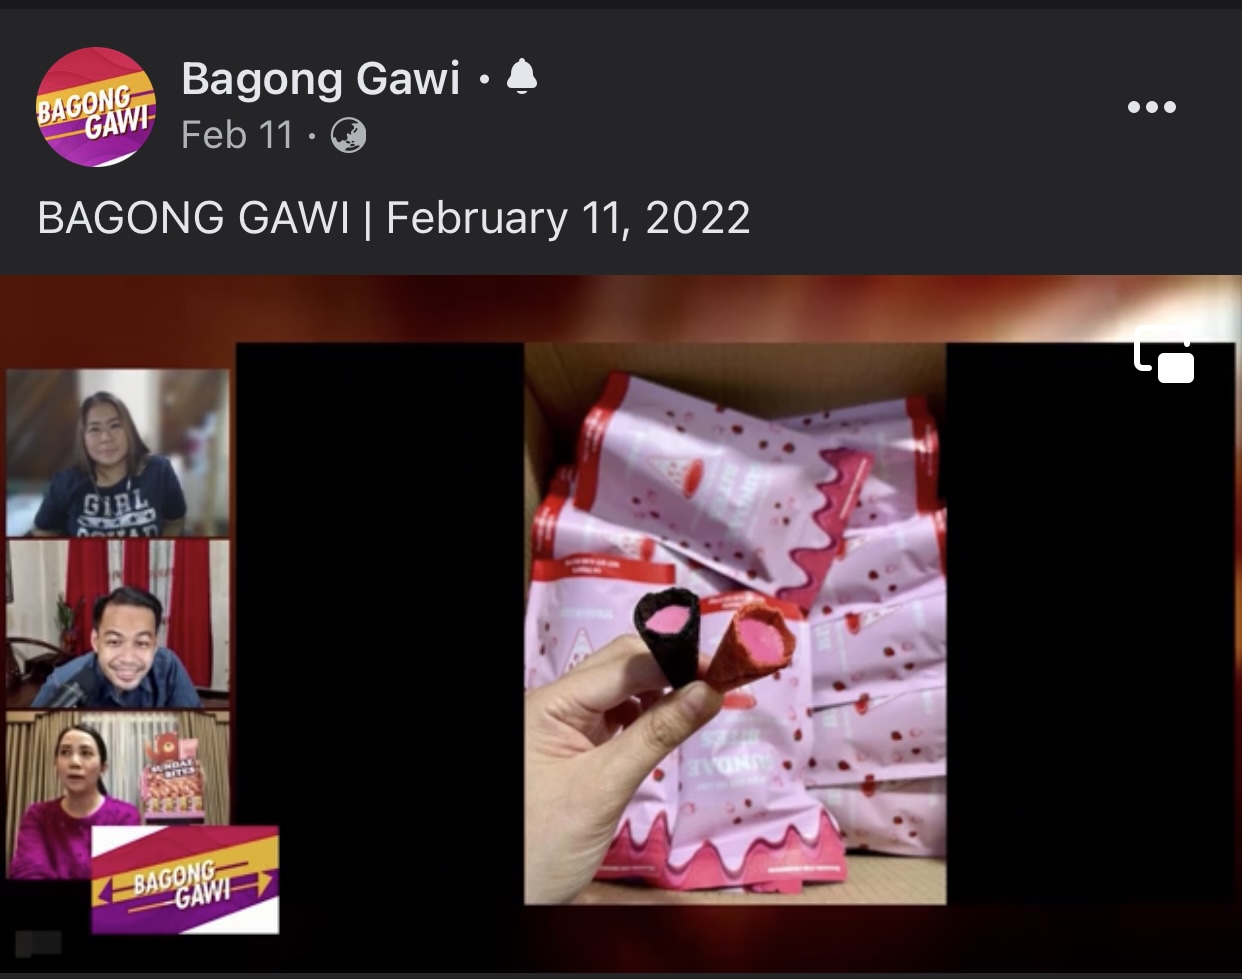 BAGONG
GAWI
Bagong Gawi ·
Feb 11 ·
BAGONG GAWI | February 11, 2022
GIRL
SUNDAE
BITES
BITES
SUNDAE
BAGONG
GAWI